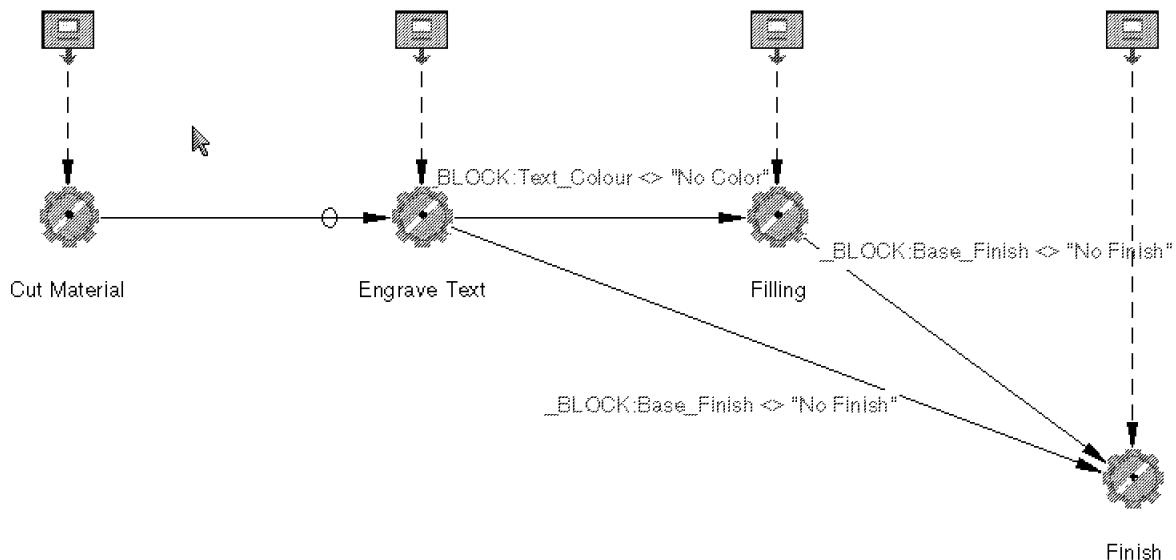 _BLOCK:Text_Colour <> "No Color"
_BLOCK:Base_Finish <> "No Finish"
Cut Material
Engrave Text
Filling
_BLOCK:Base_Finish <> "No Finish"
Finish